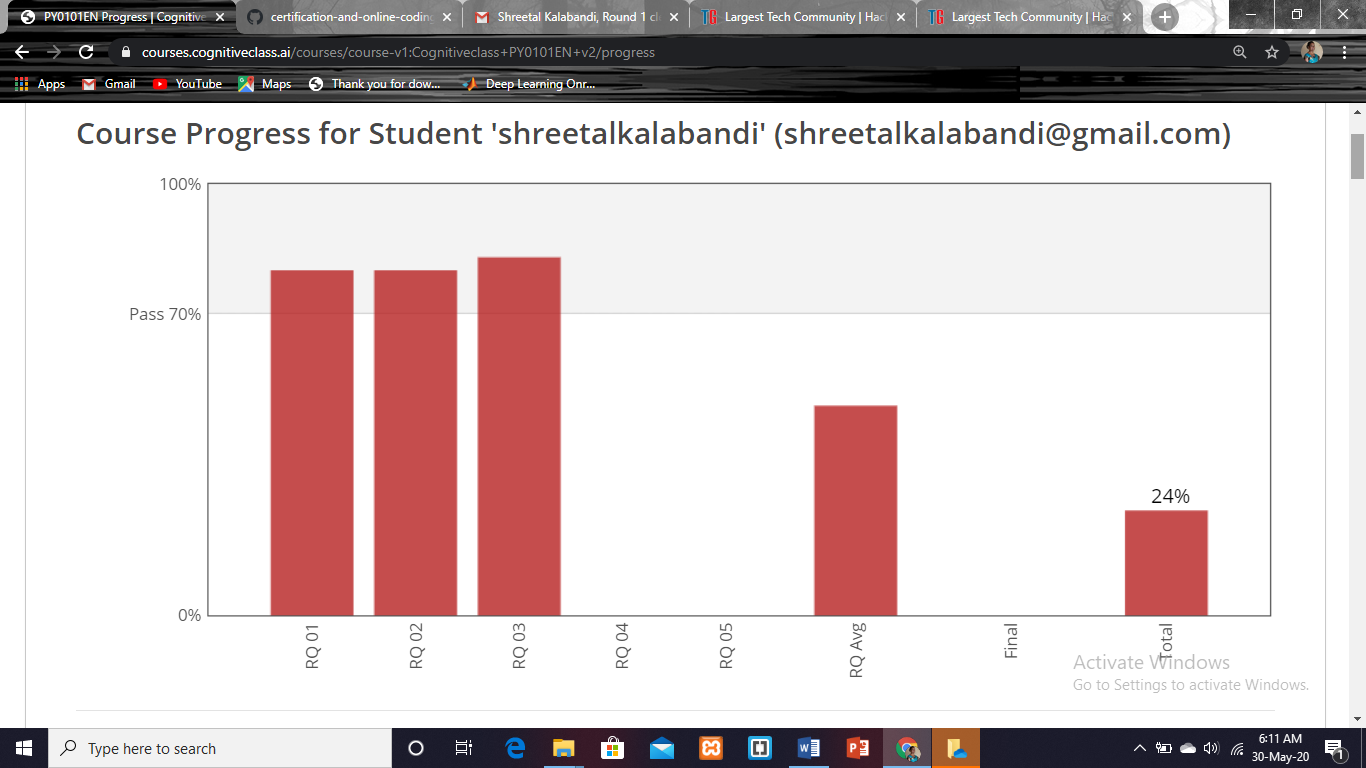 PY0101EN Progress | Cognitive
certification-and-online-coding
Shreetal Kalabandi, Round 1 cl
Largest Tech Community | Hac
Largest Tech Community | Hac
courses.cognitiveclass.ai/courses/course-v1:Cognitiveclass+PY0101EN+v2/progress
Apps Gmail YouTube Maps Thank you for dow... Deep Learning Onr...
Course Progress for Student 'shreetalkalabandi' (shreetalkalabandi@gmail.com)
100%
Pass 70%
24%
0%
RQ 01
RQ 02
RQ 03
RQ 04
RQ 05
RQ Avg
Final
Total
Activate Windows
Go to Settings to activate Windows.
Type here to search
6:11 AM
30-May-20
1